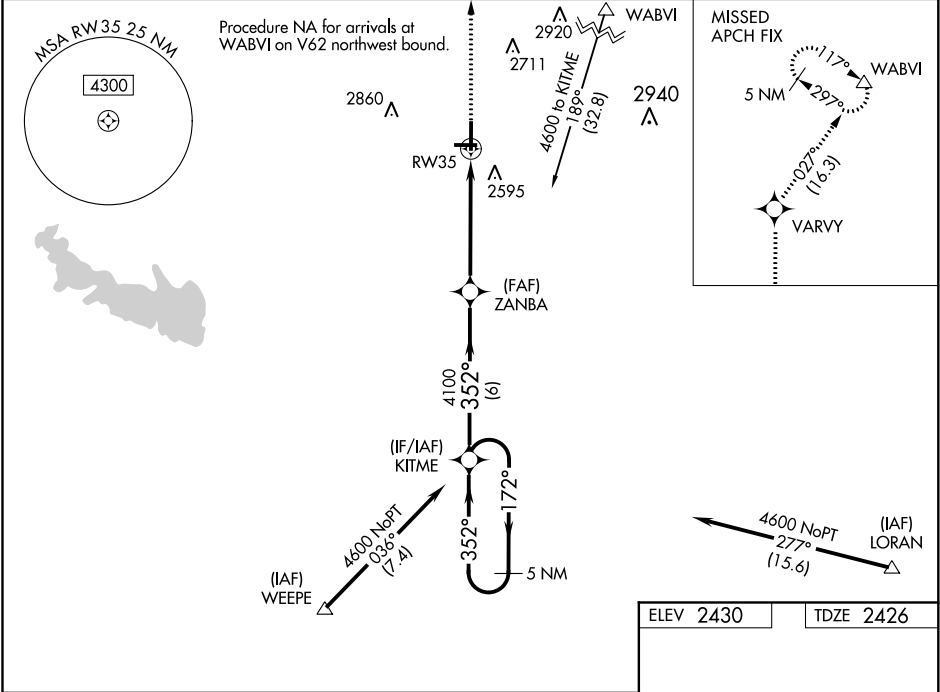 MSA RW35 25 NM
4300
Procedure NA for arrivals at
WABVI on V62 northwest bound.
2920
WABVI
2711
2860
4600 to KITME
189°
(32.8)
2940
RW35
2595
MISSED
APCH FIX
117°
WABVI
5 NM
297°
027°
(16.3)
VARVY
(FAF)
ZANBA
4100
352°
(6)
(IF/IAF)
KITME
172°
352°
5 NM
4600 NoPT
036°
(7.4)
(IAF)
WEEPE
4600 NoPT
277°
(15.6)
(IAF)
LORAN
ELEV 2430
TDZE 2426